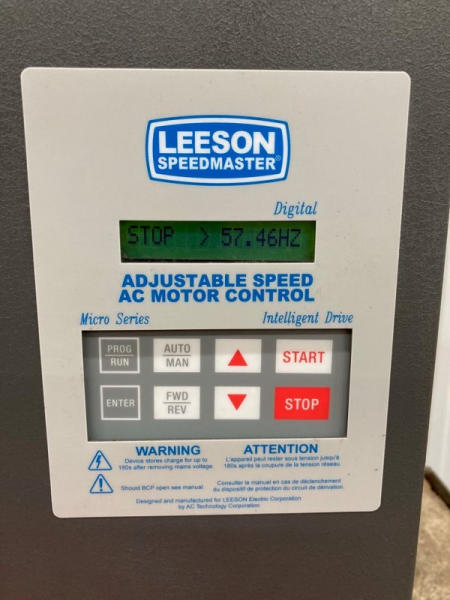 LEESON
SPEEDMASTER®
Digital
STOP > 57.46HZ
ADJUSTABLE SPEED
AC MOTOR CONTROL
Micro Series
Intelligent Drive
PROG
RUN
AUTO
MAN
START
ENTER
FWD
REV
STOP
WARNING
Device stores charge for up to
180s after removing mains voltage.
Should BCP open see manual.
ATTENTION
L'appareil peut rester sous tension jusqu'à
180s après la coupure de la tension réseau
Consulter le manuel en cas de déclenchement
du dispositif de protection du circuit de dérivation.
Designed and manufactured for LEESON Electric Corporation
by AC Technology Corporation